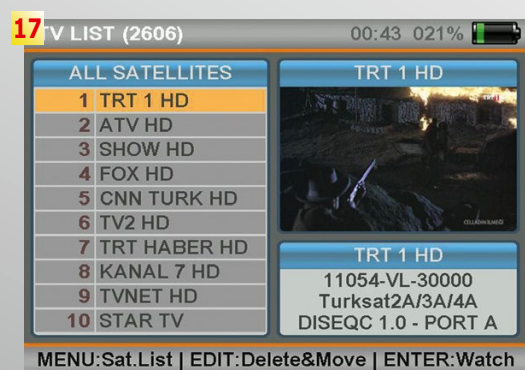 17
TV LIST (2606) 00:43 021%
ALL SATELLITES
1 TRT 1 HD
2 ATV HD
3 SHOW HD
4 FOX HD
5 CNN TURK HD
6 TV2 HD
7 TRT HABER HD
8 KANAL 7 HD
9 TVNET HD
10 STAR TV
TRT 1 HD
CELLADIN İLMEĞİ
TRT 1 HD
11054-VL-30000
Turksat2A/3A/4A
DISEQC 1.0 - PORT A
MENU:Sat.List | EDIT:Delete&Move | ENTER:Watch